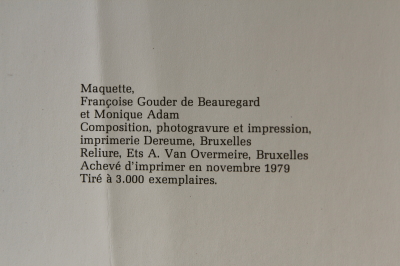 Maquette,
Françoise Gouder de Beauregard
et Monique Adam
Composition, photogravure et impression,
imprimerie Dereume, Bruxelles
Reliure, Ets A. Van Overmeire, Bruxelles
Achevé d'imprimer en novembre 1979
Tiré à 3.000 exemplaires.